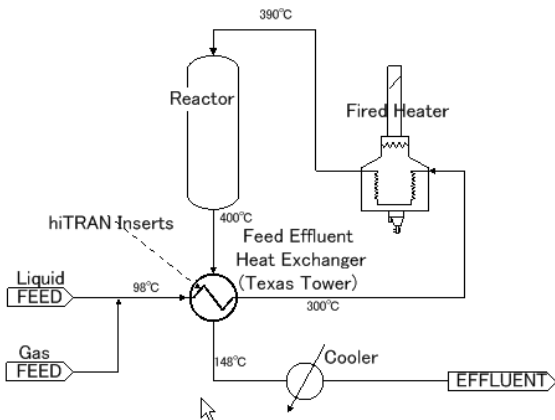 390℃
Reactor
Fired Heater
400℃
hiTRAN Inserts
Feed Effluent
Heat Exchanger
(Texas Tower)
Liquid
FEED
98℃
300℃
Gas
FEED
148℃
Cooler
EFFLUENT